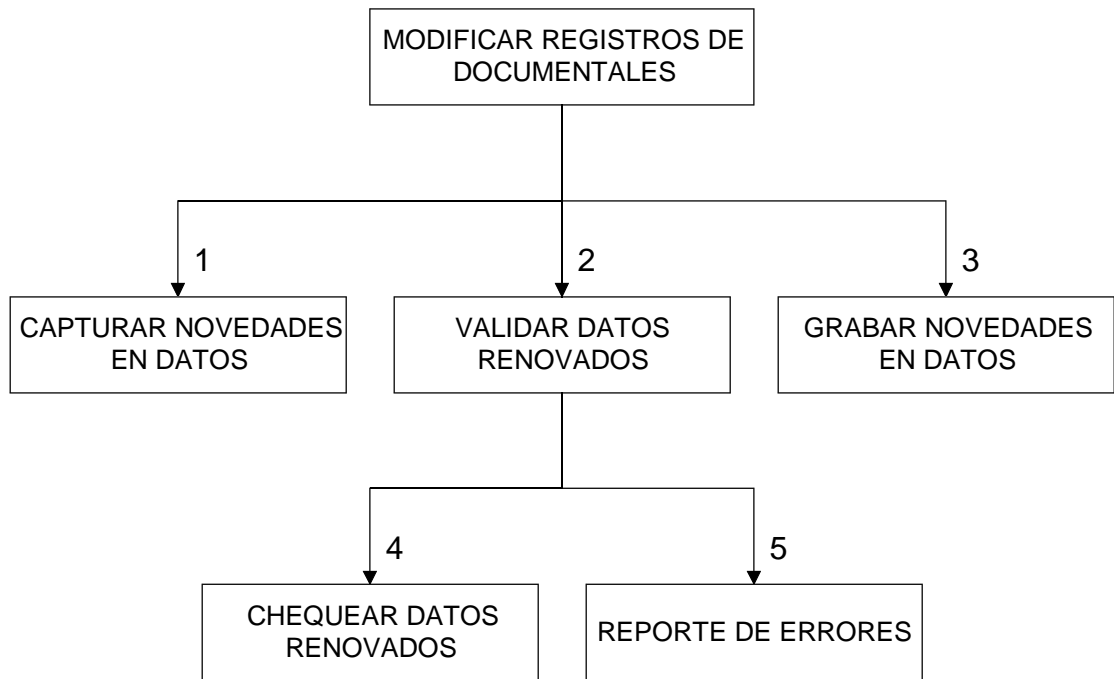 MODIFICAR REGISTROS DE
DOCUMENTALES
1
2
3
CAPTURAR NOVEDADES
EN DATOS
VALIDAR DATOS
RENOVADOS
GRABAR NOVEDADES
EN DATOS
4
5
CHEQUEAR DATOS
RENOVADOS
REPORTE DE ERRORES